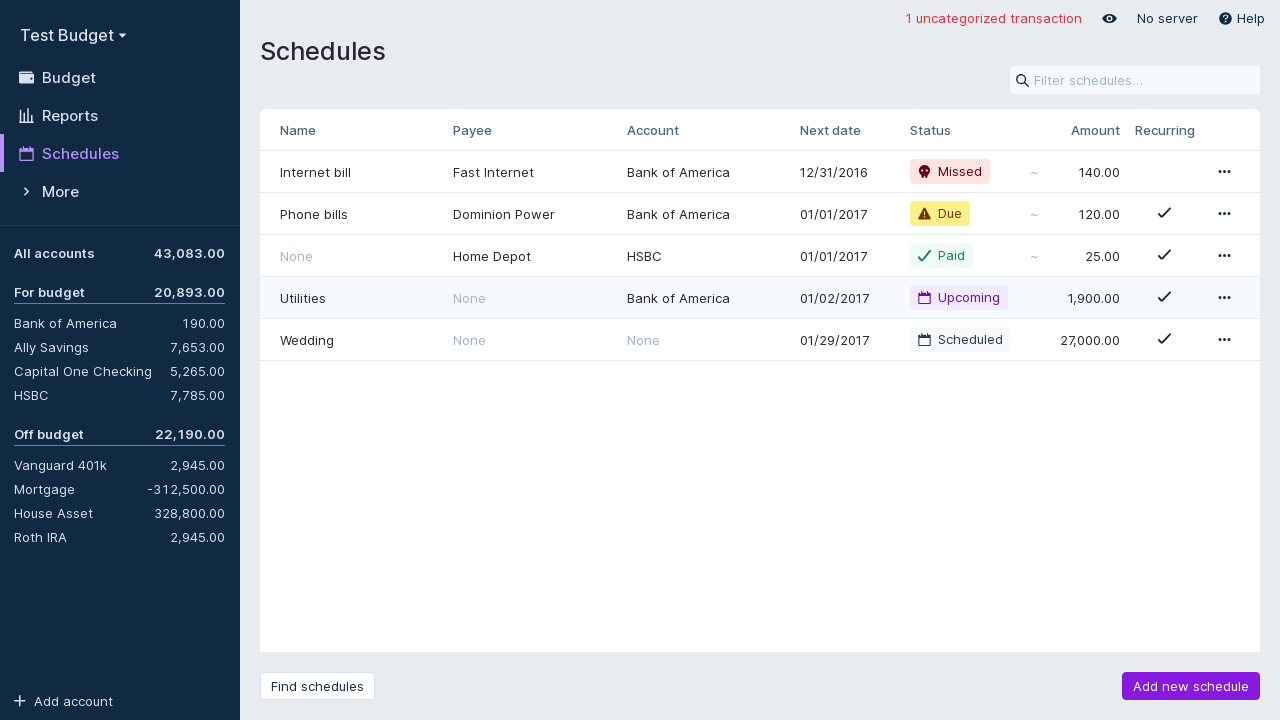 Test Budget
Budget
Reports
Schedules
More
All accounts 43,083.00
For budget 20,893.00
Bank of America 190.00
Ally Savings 7,653.00
Capital One Checking 5,265.00
HSBC 7,785.00
Off budget 22,190.00
Vanguard 401k 2,945.00
Mortgage -312,500.00
House Asset 328,800.00
Roth IRA 2,945.00
Add account
1 uncategorized transaction No server Help
Schedules
Filter schedules...
Name Payee Account Next date Status Amount Recurring
Internet bill Fast Internet Bank of America 12/31/2016 Missed ~ 140.00
Phone bills Dominion Power Bank of America 01/01/2017 Due ~ 120.00
None Home Depot HSBC 01/01/2017 Paid ~ 25.00
Utilities None Bank of America 01/02/2017 Upcoming 1,900.00
Wedding None None 01/29/2017 Scheduled 27,000.00
Find schedules Add new schedule